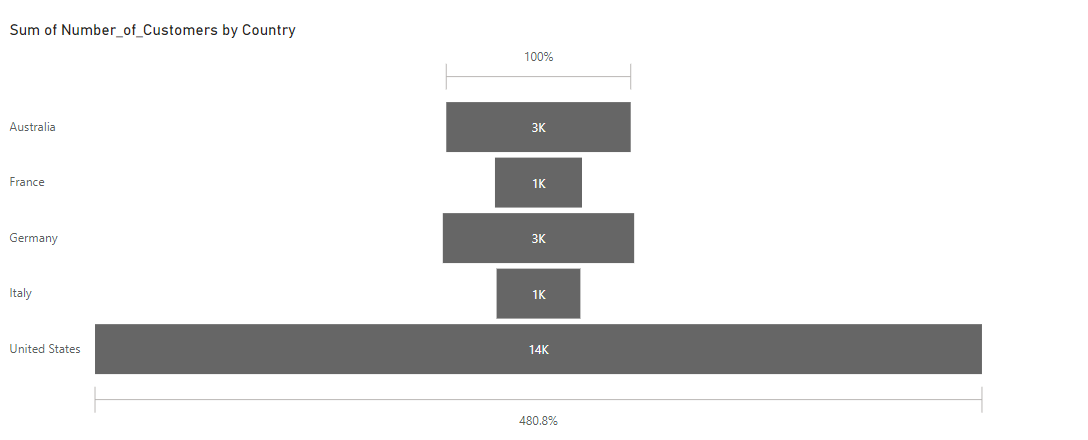 Sum of Number_of_Customers by Country
100%
Australia 3K
France 1K
Germany 3K
Italy 1K
United States 14K
480.8%